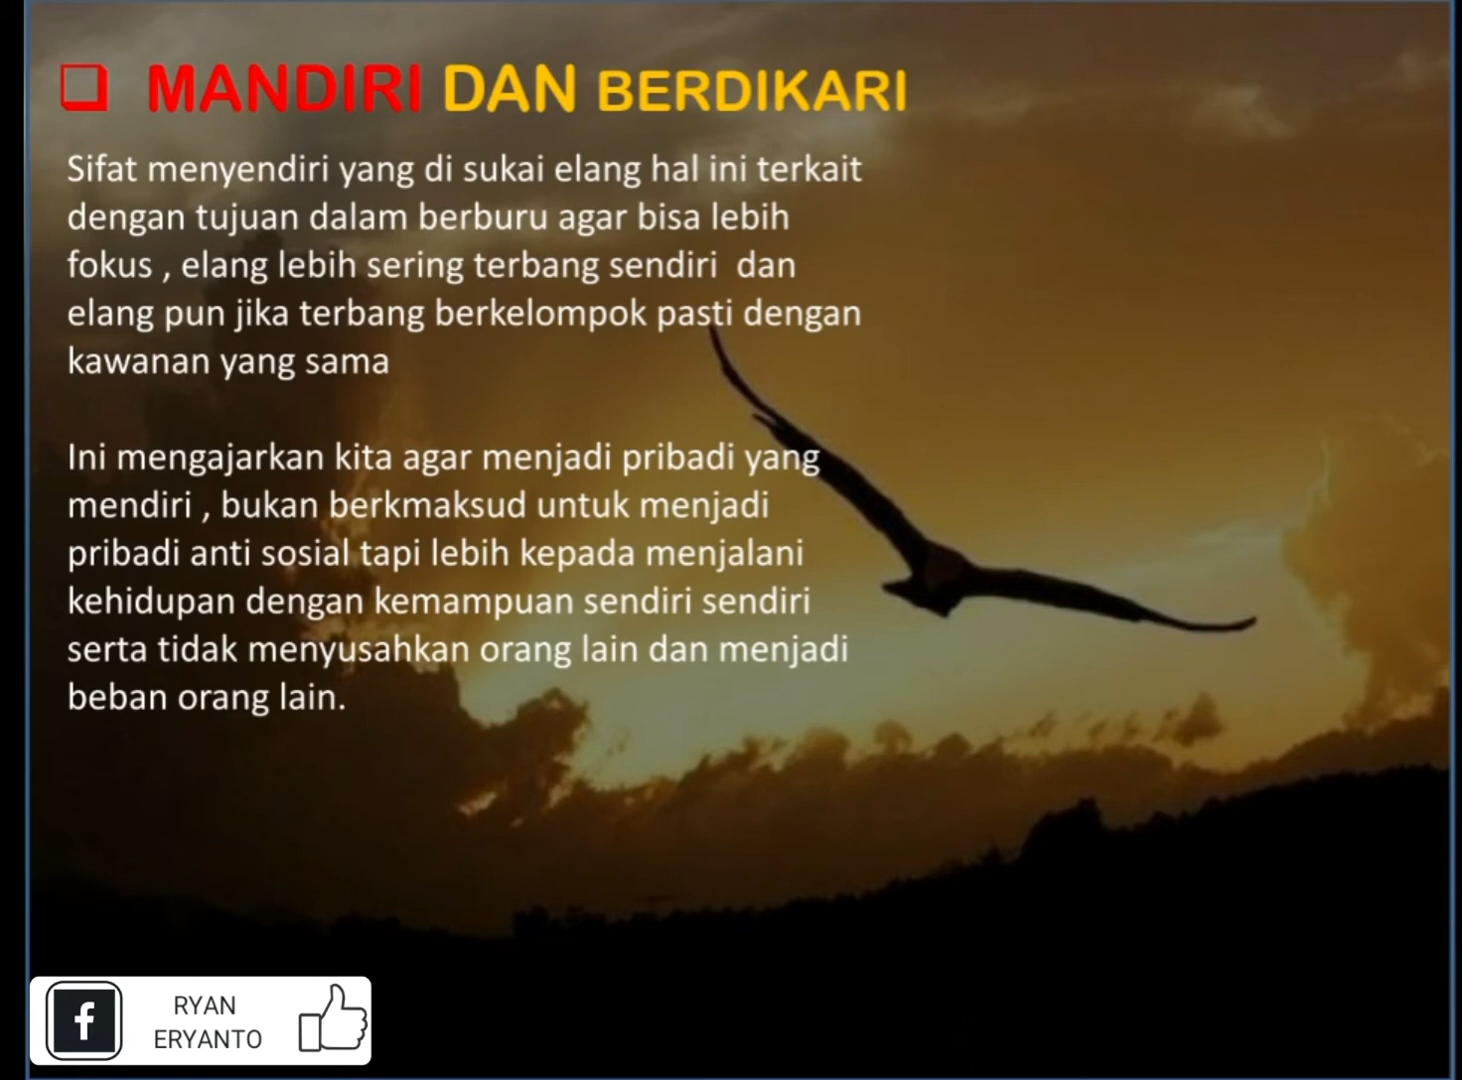 MANDIRI DAN BERDIKARI
Sifat menyendiri yang di sukai elang hal ini terkait
dengan tujuan dalam berburu agar bisa lebih
fokus , elang lebih sering terbang sendiri dan
elang pun jika terbang berkelompok pasti dengan
kawanan yang sama
Ini mengajarkan kita agar menjadi pribadi yang
mendiri , bukan berkmaksud untuk menjadi
pribadi anti sosial tapi lebih kepada menjalani
kehidupan dengan kemampuan sendiri sendiri
serta tidak menyusahkan orang lain dan menjadi
beban orang lain.
f
RYAN
ERYANTO